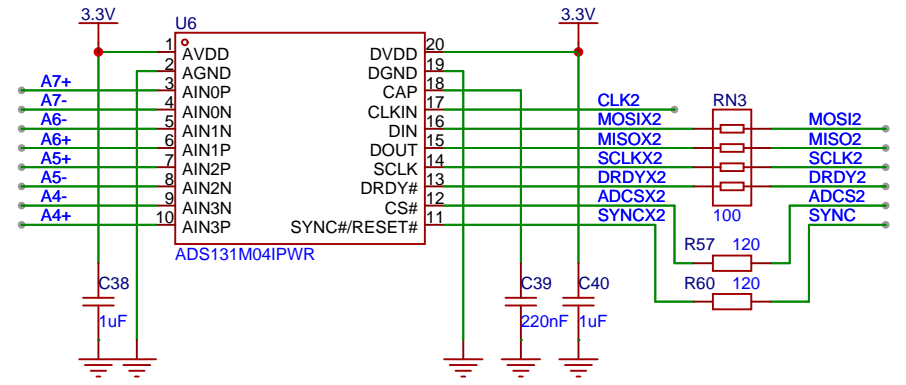 3.3V 3.3V
U6
1 AVDD DVDD 20
2 AGND DGND 19
A7+ 3 AIN0P CAP 18
A7- 4 AIN0N CLKIN 17 CLK2 RN3
A6- 5 AIN1N DIN 16 MOSIX2 MOSI2
A6+ 6 AIN1P DOUT 15 MISOX2 MISO2
A5+ 7 AIN2P SCLK 14 SCLKX2 SCLK2
A5- 8 AIN2N DRDY# 13 DRDYX2 DRDY2
A4- 9 AIN3N CS# 12 ADCSX2 ADCS2
A4+ 10 AIN3P SYNC#/RESET# 11 SYNCX2 100 SYNC
ADS131M04IPWR R57 120
C38 C39 C40 R60 120
1uF 220nF 1uF